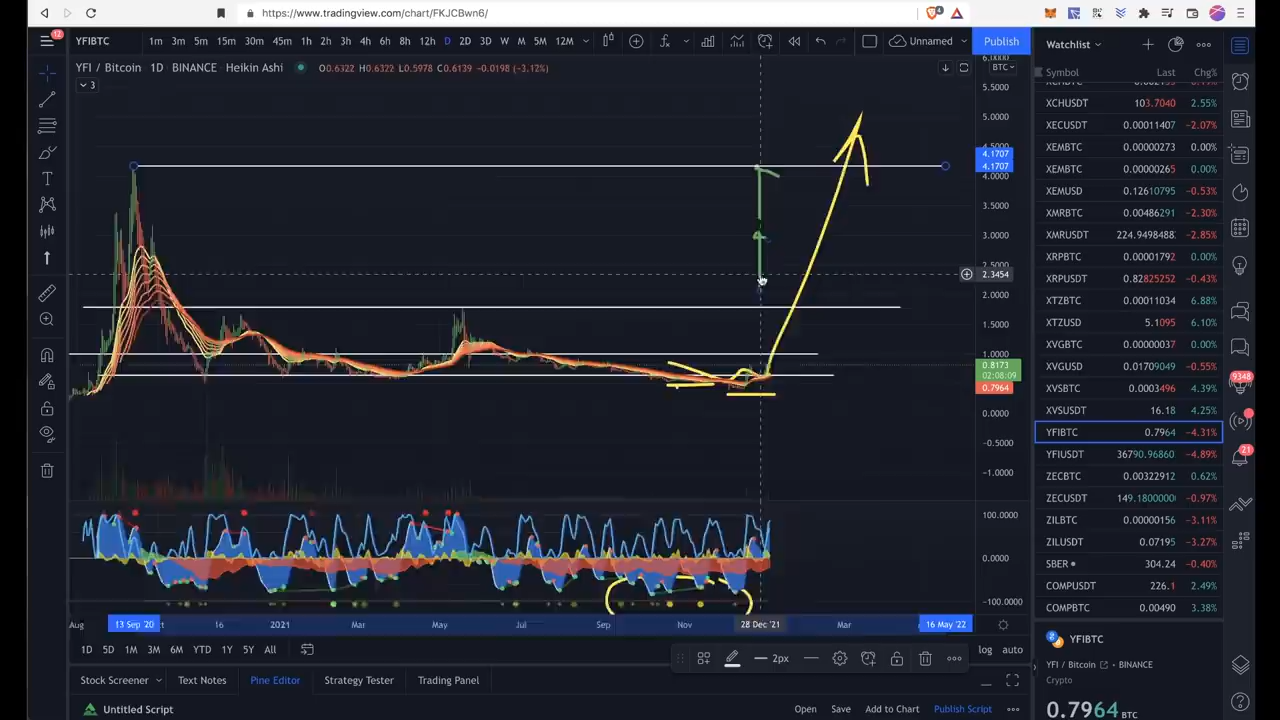 https://www.tradingview.com/chart/FKJCBwn6/
4
12
YFIBTC
1m 3m 5m 15m 30m 45m 1h 2h 3h 4h 6h 8h 12h D 2D 3D W M 5M 12M
Unnamed
Publish
Watchlist
YFI / Bitcoin 1D BINANCE Heikin Ashi O0.6322 H0.6322 L0.5978 C0.6139 −0.0198 (−3.12%)
BTC
3
Symbol Last Chg%
XCHUSDT 103.7040 2.55%
XECUSDT 0.00011407 −2.07%
XEMBTC 0.00000273 0.00%
XEMBTC 0.00000265 0.00%
XEMUSD 0.12610795 −0.53%
XMRBTC 0.00486291 −2.30%
XMRUSDT 224.9498488 −2.85%
XRPBTC 0.00001792 0.00%
XRPUSDT 0.82825252 −0.43%
XTZBTC 0.00011034 6.88%
XTZUSD 5.1095 6.10%
XVGBTC 0.00000037 0.00%
XVGUSD 0.01719049 −0.55%
XVSBTC 0.0003496 4.39%
XVSUSDT 16.18 4.25%
YFIBTC 0.7964 −4.31%
YFIUSDT 36790.96860 −4.89%
ZECBTC 0.00322912 0.62%
ZECUSDT 149.1800000 −0.97%
ZILBTC 0.00000156 −3.11%
ZILUSDT 0.07195 −3.27%
SBER 304.24 −0.40%
COMPUSDT 226.1 2.49%
COMPBTC 0.00490 3.38%
6.0000
5.5000
5.0000
4.5000
4.1707
4.1707
4.0000
3.5000
3.0000
2.5000
2.3454
2.0000
1.5000
1.0000
0.8173
02:08:09
0.7964
0.0000
−0.5000
−1.0000
100.0000
0.0000
−100.0000
9348
21
Aug 13 Sep '20 16 2021 Mar May Jul Sep Nov 28 Dec '21 Mar 16 May '22
1D 5D 1M 3M 6M YTD 1Y 5Y All
log auto
2px
Stock Screener Text Notes Pine Editor Strategy Tester Trading Panel
Untitled Script
Open Save Add to Chart Publish Script
YFIBTC
YFI / Bitcoin BINANCE
Crypto
0.7964 BTC